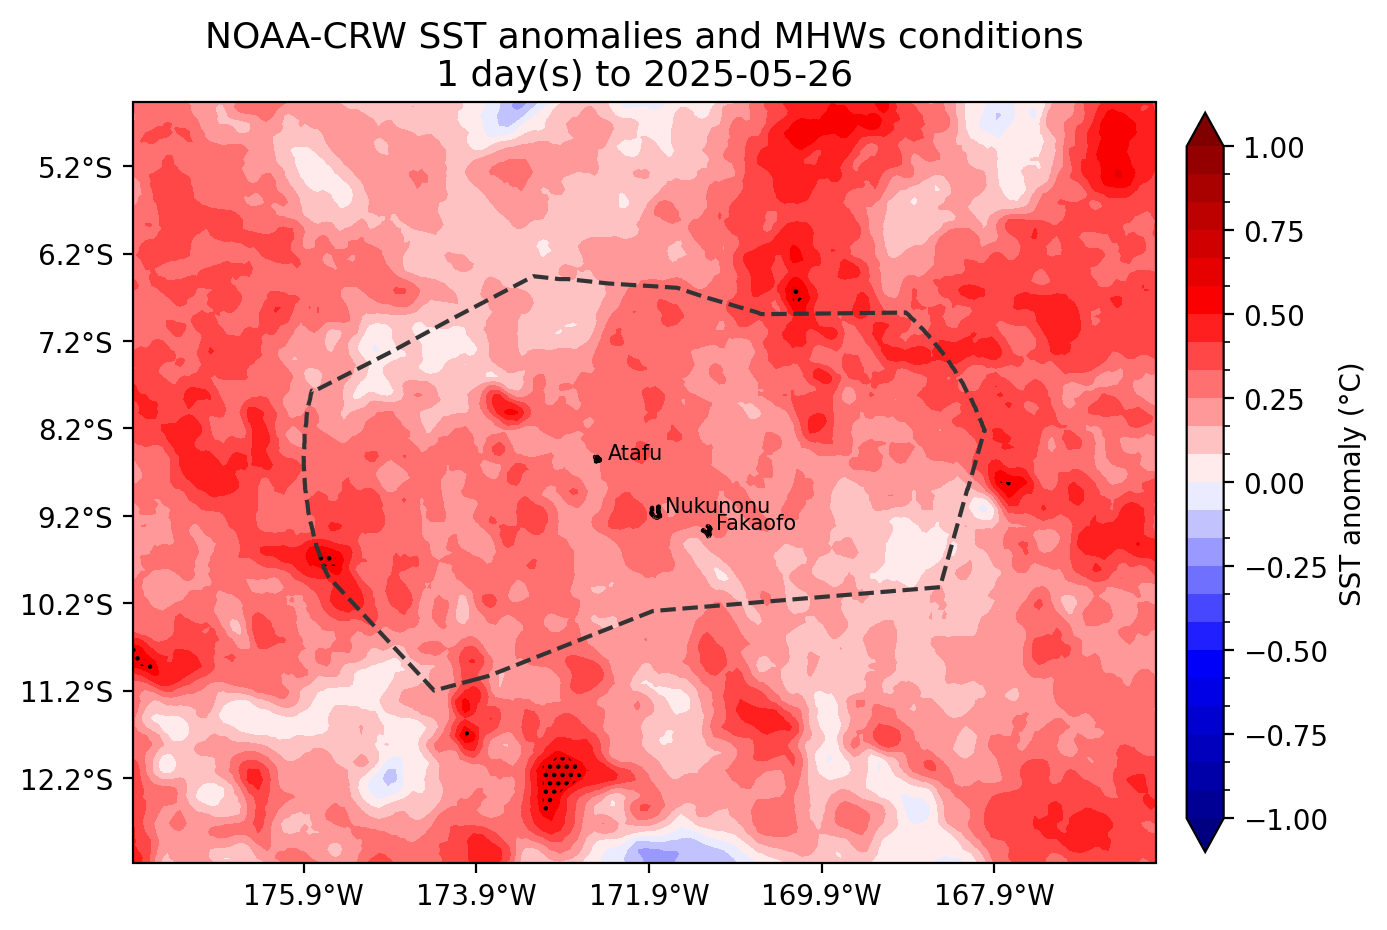 NOAA-CRW SST anomalies and MHWs conditions
1 day(s) to 2025-05-26
5.2°S
6.2°S
7.2°S
8.2°S
9.2°S
10.2°S
11.2°S
12.2°S
175.9°W
173.9°W
171.9°W
169.9°W
167.9°W
Atafu
Nukunonu
Fakaofo
1.00
0.75
0.50
0.25
0.00
−0.25
−0.50
−0.75
−1.00
SST anomaly (°C)